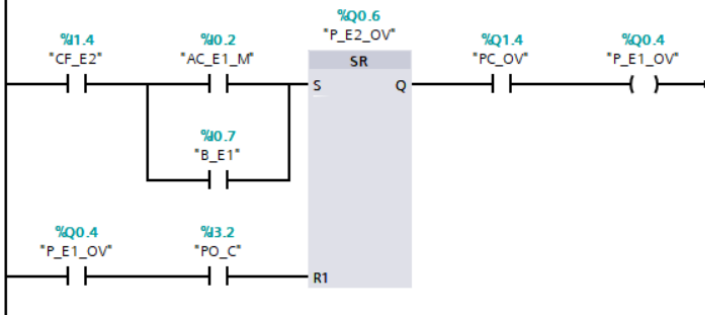 %Q0.6
"P_E2_OV"
%I1.4
"CF_E2"
%I0.2
"AC_E1_M"
SR
%Q1.4
"PC_OV"
%Q0.4
"P_E1_OV"
S
Q
%I0.7
"B_E1"
%Q0.4
"P_E1_OV"
%I3.2
"PO_C"
R1